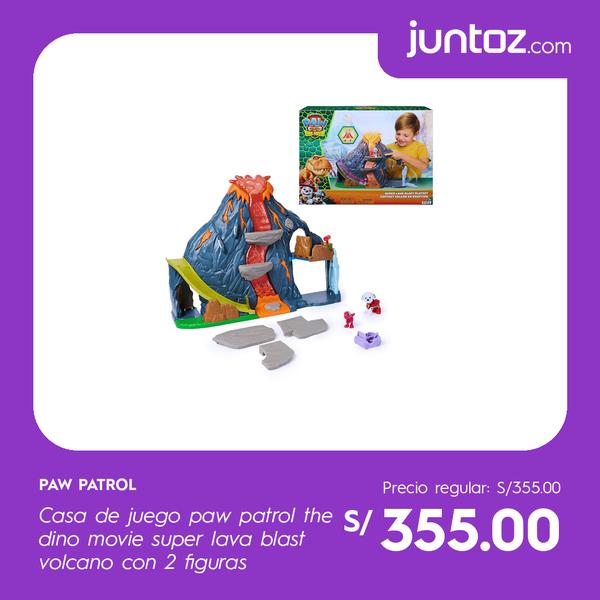 juntoz.com
PAW
PAW PATROL
Casa de juego paw patrol the
dino movie super lava blast
volcano con 2 figuras
Precio regular: S/355.00
S/ 355.00